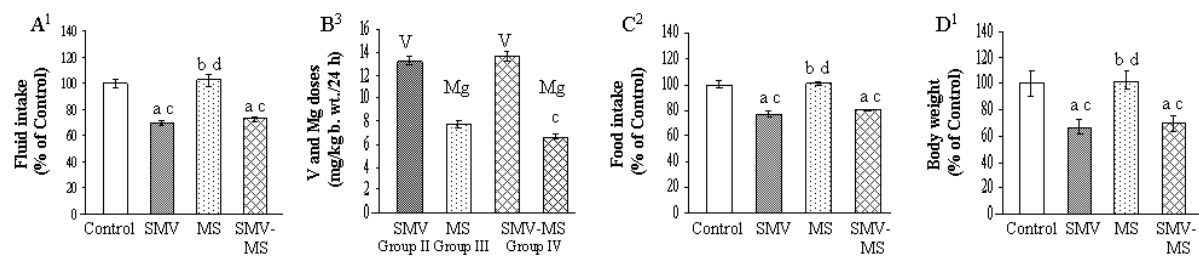 A¹
Fluid intake
(% of Control)
140
120
100
80
60
40
20
00
a c
b d
a c
Control SMV MS SMV-
MS
B³
V and Mg doses
(mg/kg b. wt./24 h)
16
14
12
10
8
6
4
2
0
V
Mg
V
Mg
c
SMV MS SMV-MS
Group II Group III Group IV
C²
Food intake
(% of Control)
140
120
100
80
60
40
20
00
a c
b d
a c
Control SMV MS SMV-
MS
D¹
Body weight
(% of Control)
140
120
100
80
60
40
20
00
a c
b d
a c
Control SMV MS SMV-
MS